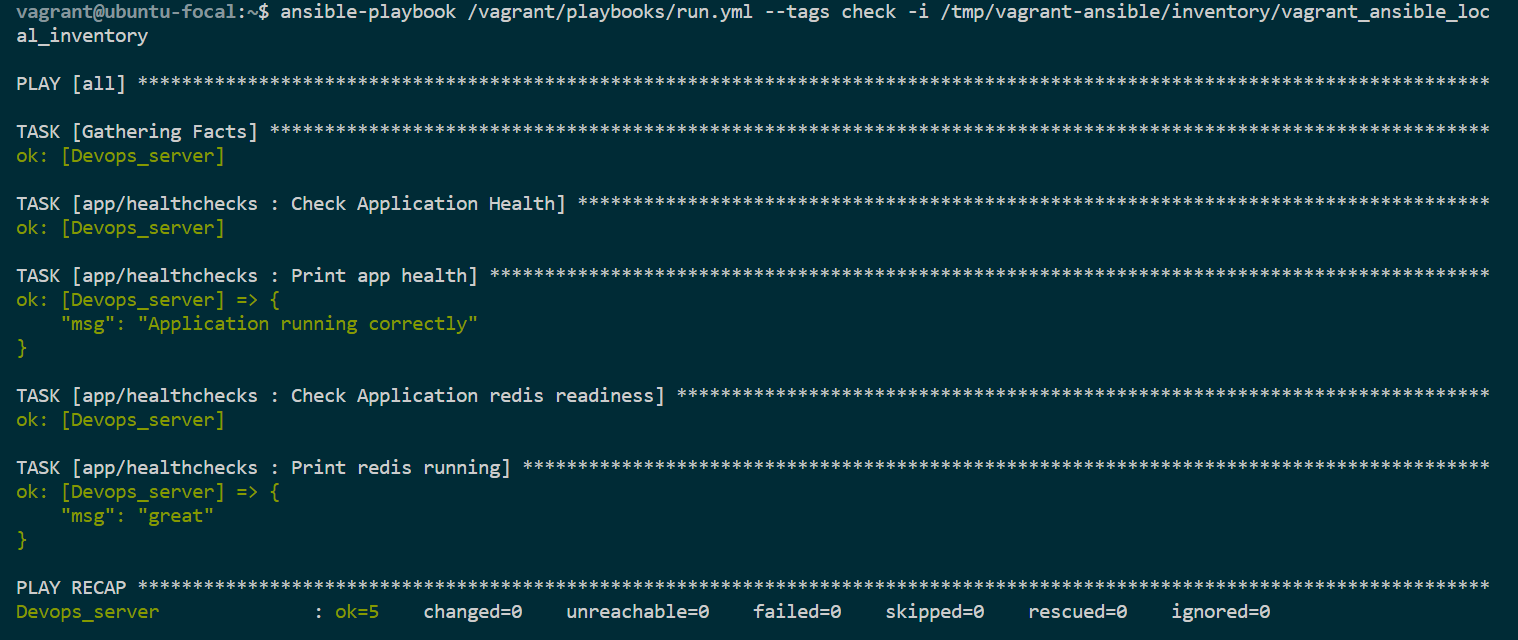 vagrant@ubuntu-focal:~$ ansible-playbook /vagrant/playbooks/run.yml --tags check -i /tmp/vagrant-ansible/inventory/vagrant_ansible_loc
al_inventory
PLAY [all] ***************************************************************************************************************************
TASK [Gathering Facts] ***************************************************************************************************************
ok: [Devops_server]
TASK [app/healthchecks : Check Application Health] ***********************************************************************************
ok: [Devops_server]
TASK [app/healthchecks : Print app health] *******************************************************************************************
ok: [Devops_server] => {
    "msg": "Application running correctly"
}
TASK [app/healthchecks : Check Application redis readiness] **************************************************************************
ok: [Devops_server]
TASK [app/healthchecks : Print redis running] ****************************************************************************************
ok: [Devops_server] => {
    "msg": "great"
}
PLAY RECAP ***************************************************************************************************************************
Devops_server              : ok=5    changed=0    unreachable=0    failed=0    skipped=0    rescued=0    ignored=0